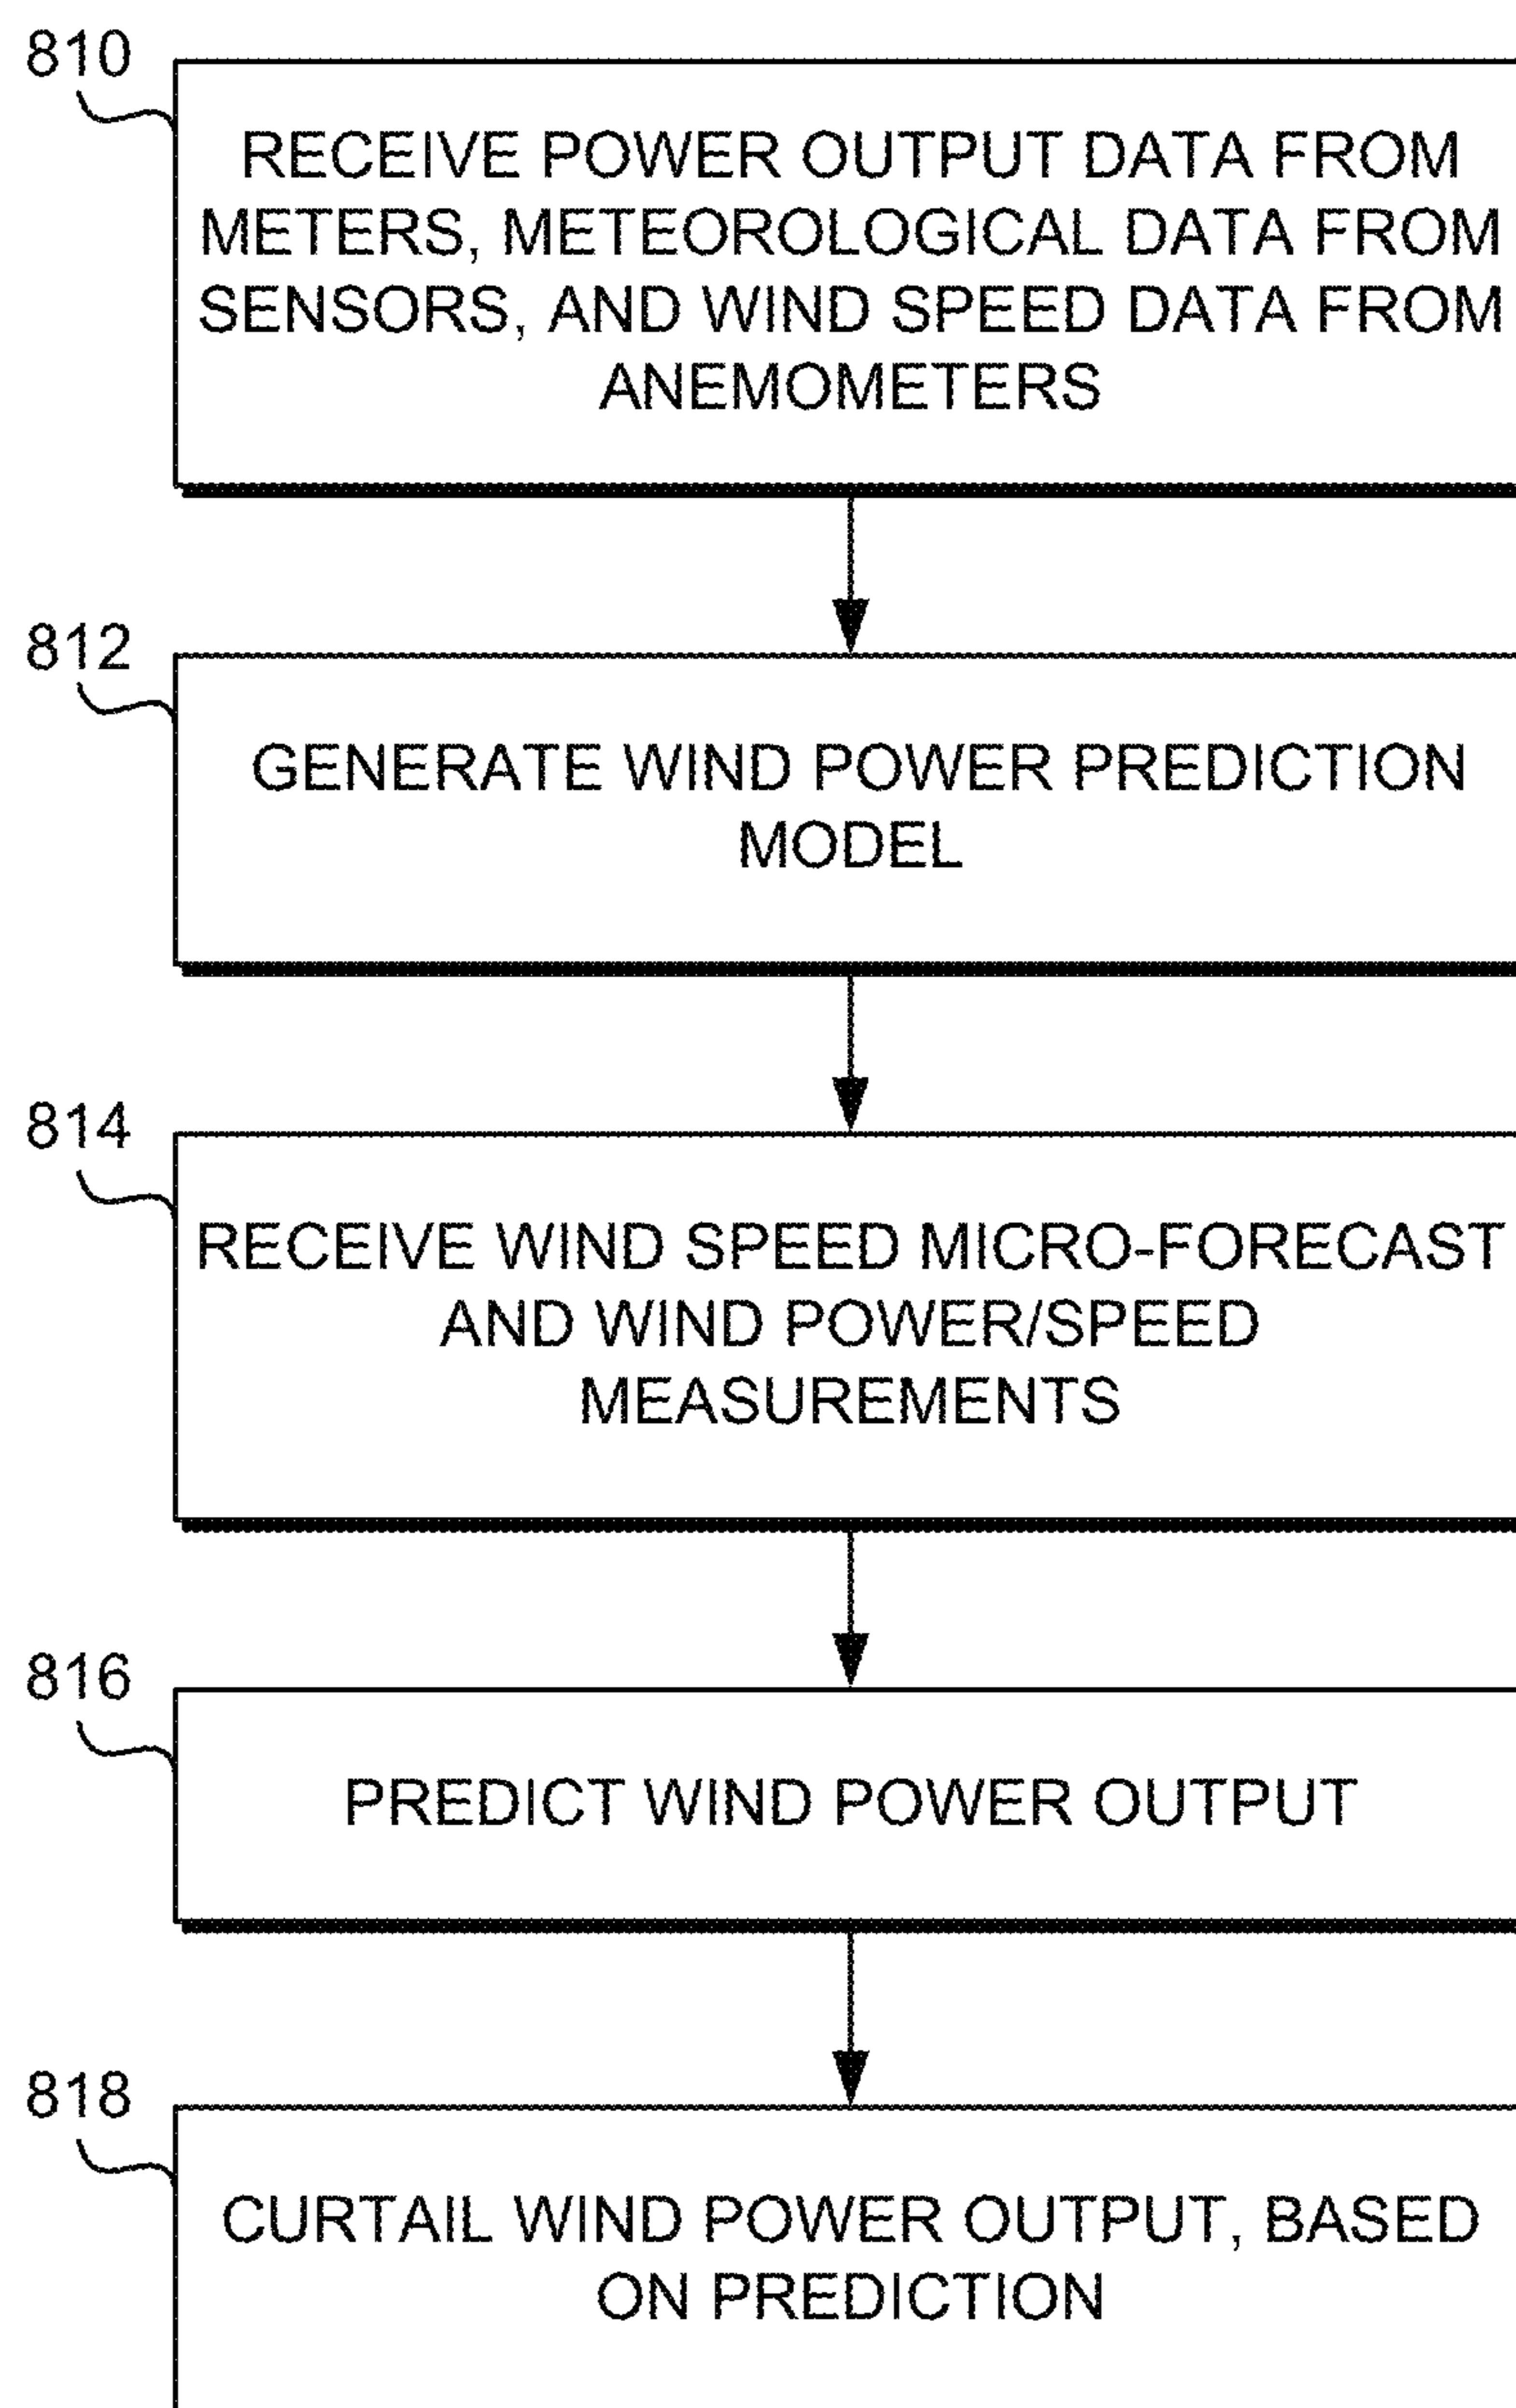 810
RECEIVE POWER OUTPUT DATA FROM
METERS, METEOROLOGICAL DATA FROM
SENSORS, AND WIND SPEED DATA FROM
ANEMOMETERS
812
GENERATE WIND POWER PREDICTION
MODEL
814
RECEIVE WIND SPEED MICRO-FORECAST
AND WIND POWER/SPEED
MEASUREMENTS
816
PREDICT WIND POWER OUTPUT
818
CURTAIL WIND POWER OUTPUT, BASED
ON PREDICTION